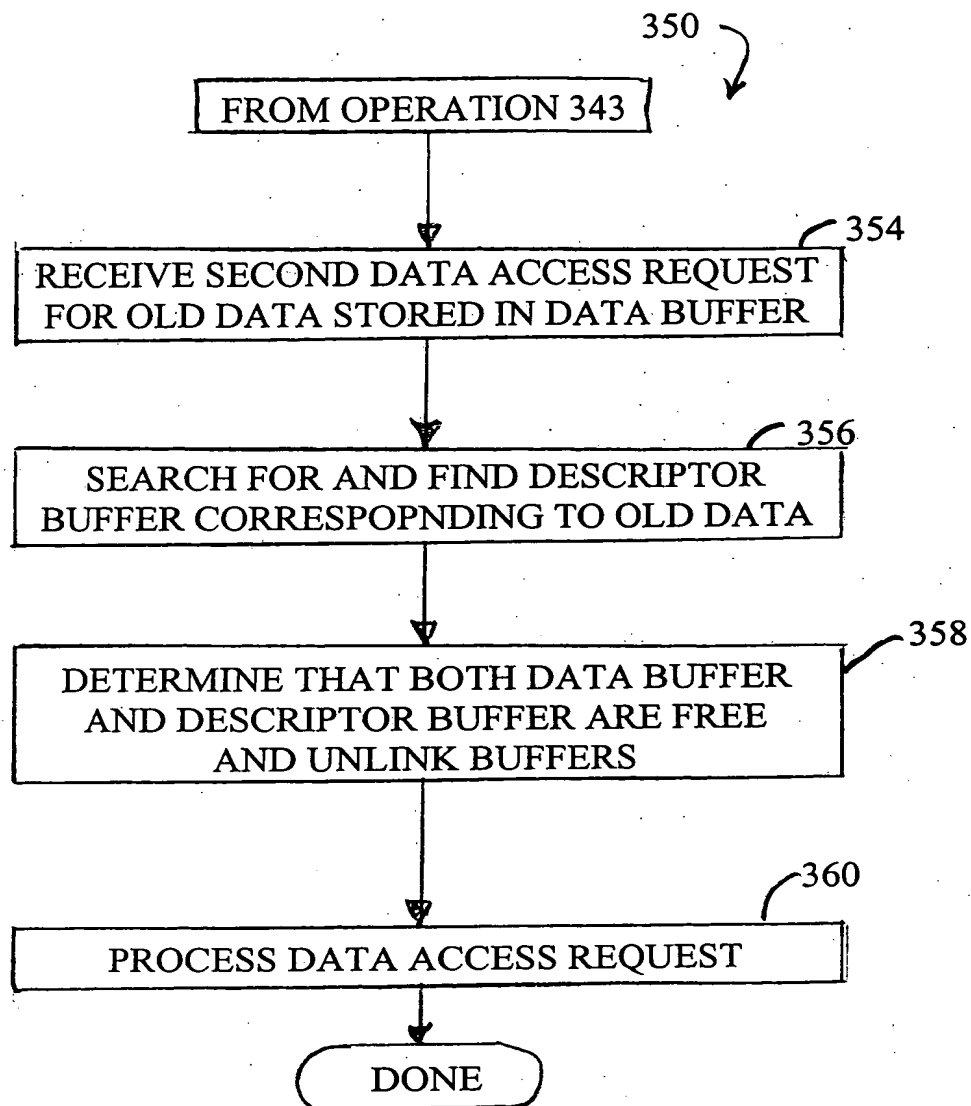 350
FROM OPERATION 343
354
RECEIVE SECOND DATA ACCESS REQUEST
FOR OLD DATA STORED IN DATA BUFFER
356
SEARCH FOR AND FIND DESCRIPTOR
BUFFER CORRESPOPNDING TO OLD DATA
358
DETERMINE THAT BOTH DATA BUFFER
AND DESCRIPTOR BUFFER ARE FREE
AND UNLINK BUFFERS
360
PROCESS DATA ACCESS REQUEST
DONE